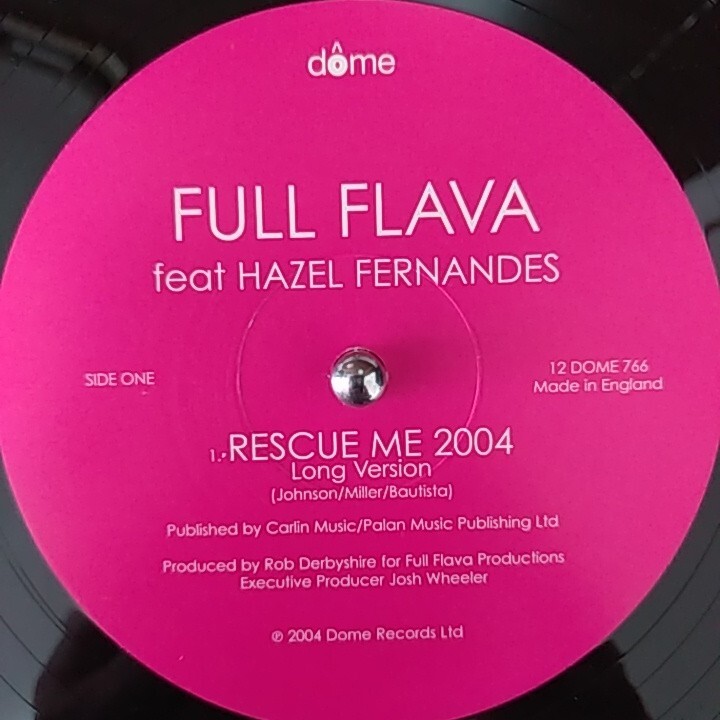 dôme
FULL FLAVA
feat HAZEL FERNANDES
SIDE ONE
12 DOME 766
Made in England
1. RESCUE ME 2004
Long Version
(Johnson/Miller/Bautista)
Published by Carlin Music/Palan Music Publishing Ltd
Produced by Rob Derbyshire for Full Flava Productions
Executive Producer Josh Wheeler
℗ 2004 Dome Records Ltd